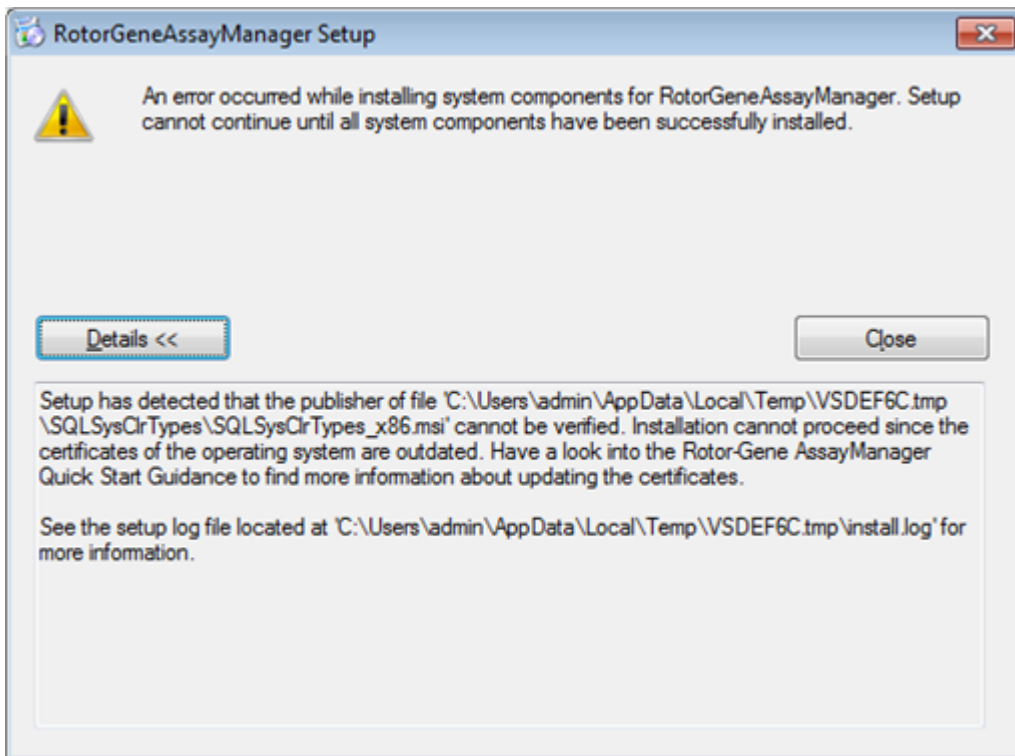 RotorGeneAssayManager Setup
An error occurred while installing system components for RotorGeneAssayManager. Setup
cannot continue until all system components have been successfully installed.
Details <<
Close
Setup has detected that the publisher of file 'C:\Users\admin\AppData\Local\Temp\VSDEF6C.tmp
\SQLSysClrTypes\SQLSysClrTypes_x86.msi' cannot be verified. Installation cannot proceed since the
certificates of the operating system are outdated. Have a look into the Rotor-Gene AssayManager
Quick Start Guidance to find more information about updating the certificates.
See the setup log file located at 'C:\Users\admin\AppData\Local\Temp\VSDEF6C.tmp\install.log' for
more information.